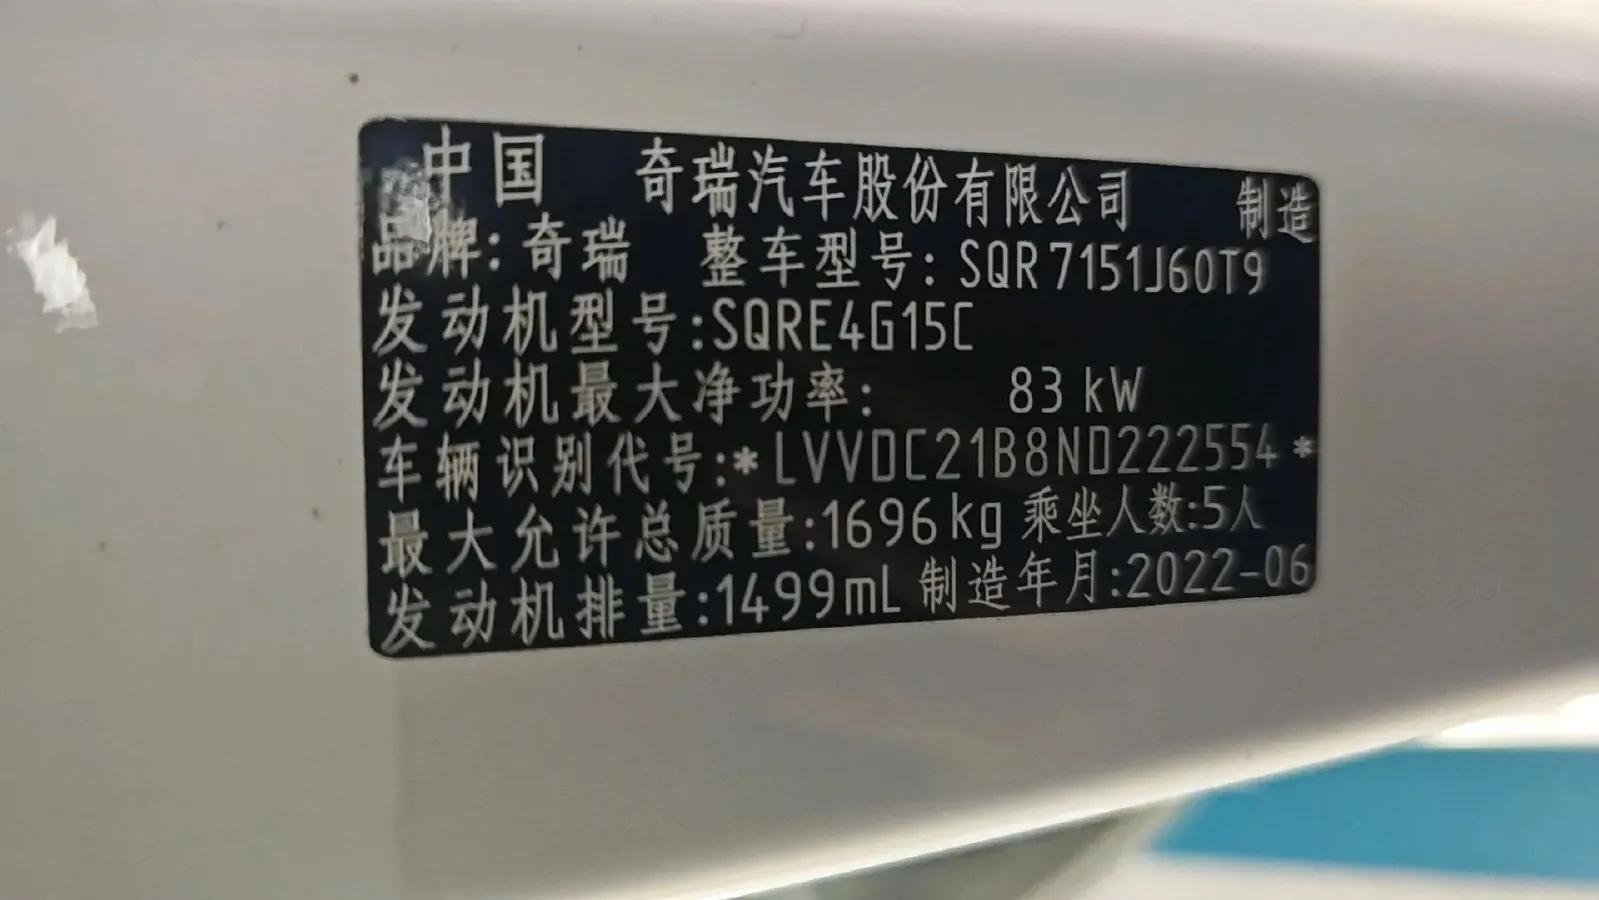 中国 奇瑞汽车股份有限公司 制造
品牌:奇瑞 整车型号:SQR7151J60T9
发动机型号:SQRE4G15C
发动机最大净功率: 83 kW
车辆识别代号:*LVVDC21B8ND222554*
最大允许总质量:1696kg 乘坐人数:5人
发动机排量:1499mL 制造年月:2022-06